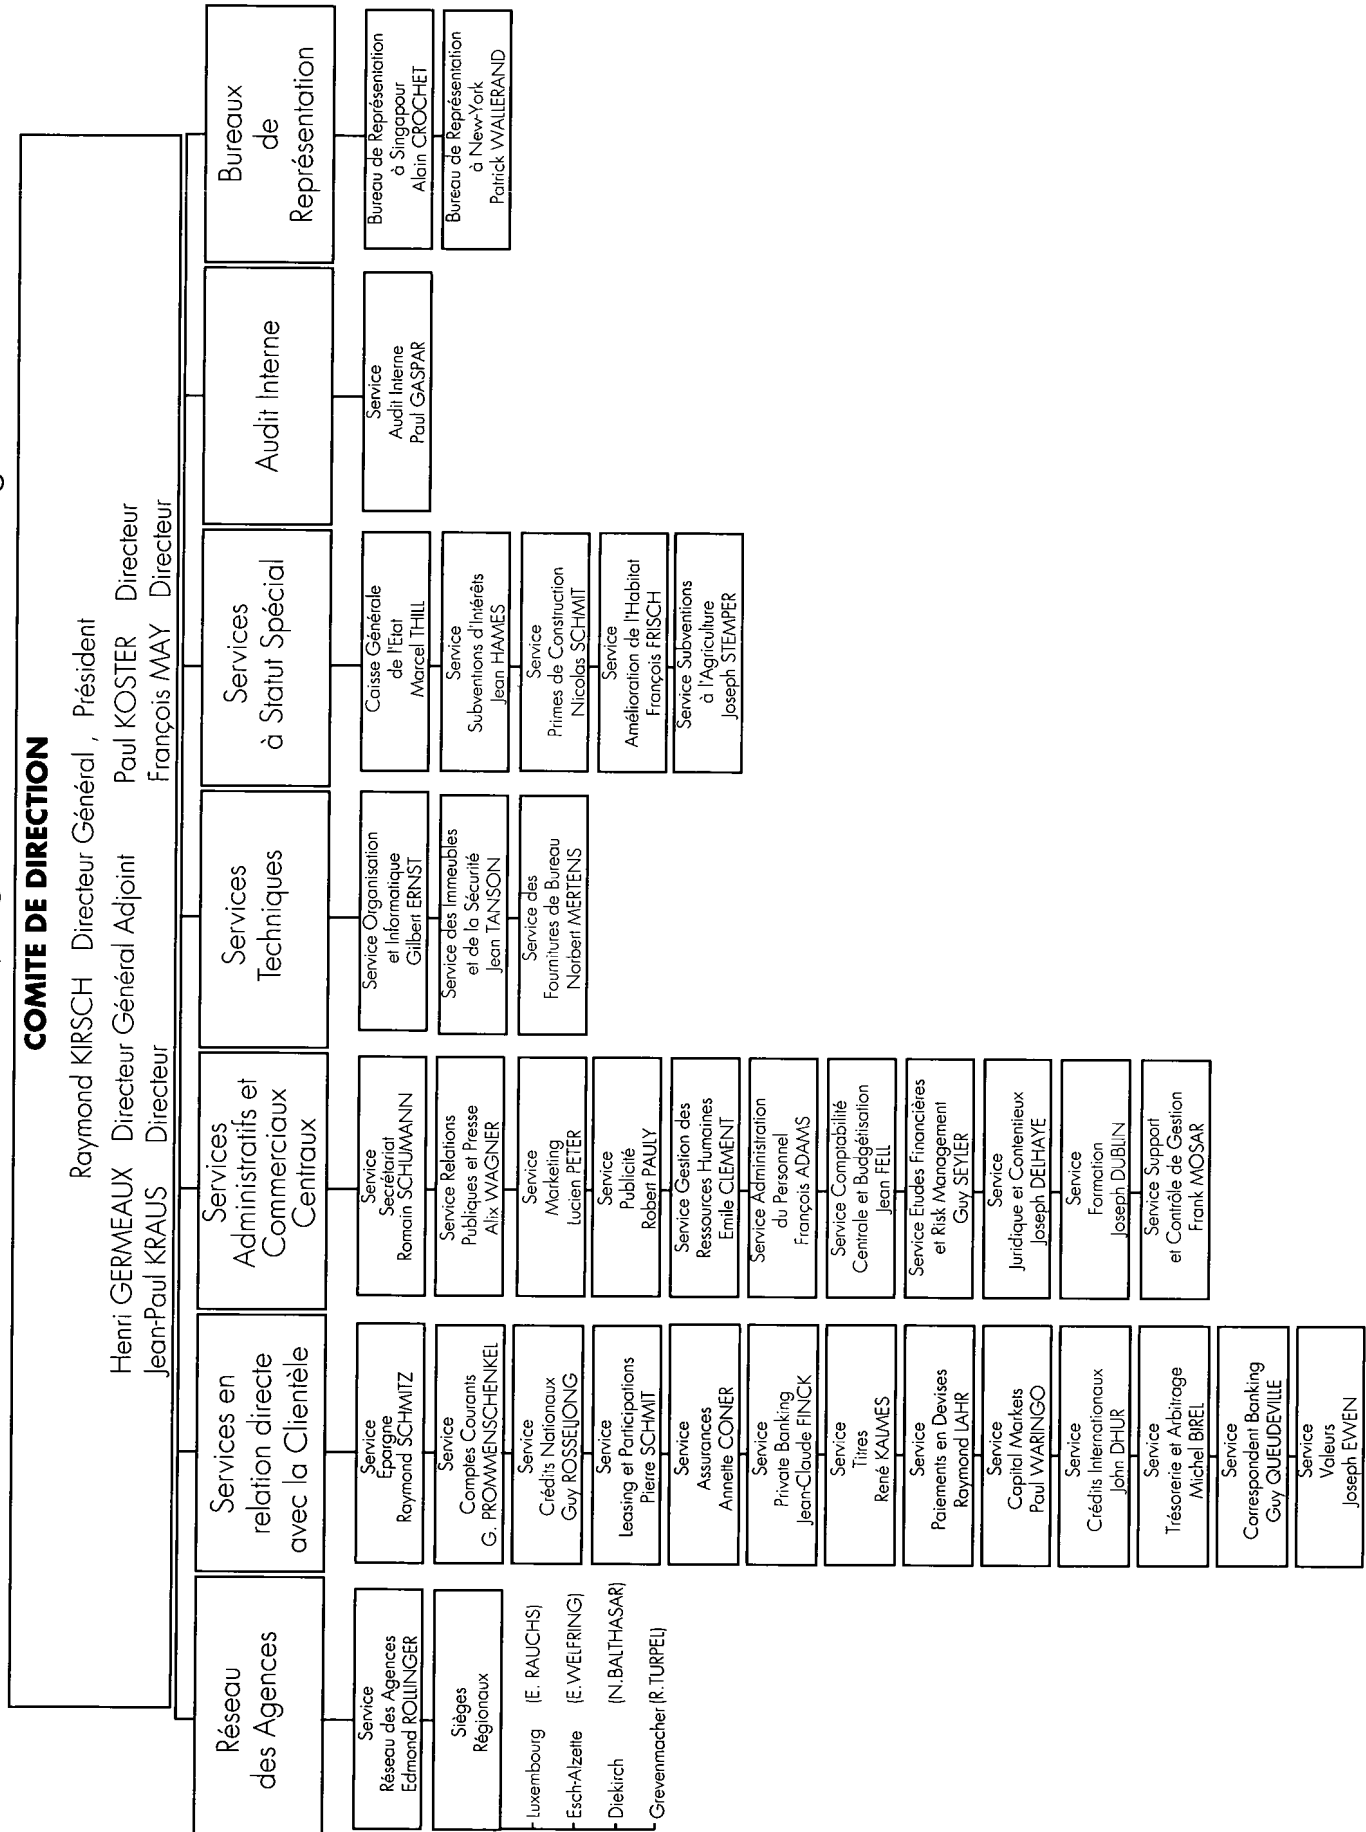 COMITE DE DIRECTION
Raymond KIRSCH Directeur Général , Président
Henri GERMEAUX Directeur Général Adjoint Paul KOSTER Directeur
Jean-Paul KRAUS Directeur François MAY Directeur
Réseau
des Agences
Service
Réseau des Agences
Edmond ROLLINGER
Sièges
Régionaux
Luxembourg (E. RAUCHS)
Esch-Alzette (E.WELFRING)
Diekirch (N.BALTHASAR)
Grevenmacher (R.TURPEL)
Services en
relation directe
avec la Clientèle
Service
Epargne
Raymond SCHMITZ
Service
Comptes Courants
G. PROMMENSCHENKEL
Service
Crédits Nationaux
Guy ROSSELJONG
Service
Leasing et Participations
Pierre SCHMIT
Service
Assurances
Annette CONER
Service
Private Banking
Jean-Claude FINCK
Service
Titres
René KALMES
Service
Paiements en Devises
Raymond LAHR
Service
Capital Markets
Paul WARINGO
Service
Crédits Internationaux
John DHUR
Service
Trésorerie et Arbitrage
Michel BIREL
Service
Correspondent Banking
Guy QUEUDEVILLE
Service
Valeurs
Joseph EWEN
Services
Administratifs et
Commerciaux
Centraux
Service
Secrétariat
Romain SCHUMANN
Service Relations
Publiques et Presse
Alix WAGNER
Service
Marketing
Lucien PETER
Service
Publicité
Robert PAULY
Service Gestion des
Ressources Humaines
Emile CLEMENT
Service Administration
du Personnel
François ADAMS
Service Comptabilité
Centrale et Budgétisation
Jean FELL
Service Etudes Financières
et Risk Management
Guy SEYLER
Service
Juridique et Contentieux
Joseph DELHAYE
Service
Formation
Joseph DUBLIN
Service Support
et Contrôle de Gestion
Frank MOSAR
Services
Techniques
Service Organisation
et Informatique
Gilbert ERNST
Service des Immeubles
et de la Sécurité
Jean TANSON
Service des
Fournitures de Bureau
Norbert MERTENS
Services
à Statut Spécial
Caisse Générale
de l'Etat
Marcel THILL
Service
Subventions d'Intérêts
Jean HAMES
Service
Primes de Construction
Nicolas SCHMIT
Service
Amélioration de l'Habitat
François FRISCH
Service Subventions
à l'Agriculture
Joseph STEMPER
Audit Interne
Service
Audit Interne
Paul GASPAR
Bureaux
de
Représentation
Bureau de Représentation
à Singapour
Alain CROCHET
Bureau de Représentation
à New-York
Patrick WALLERAND